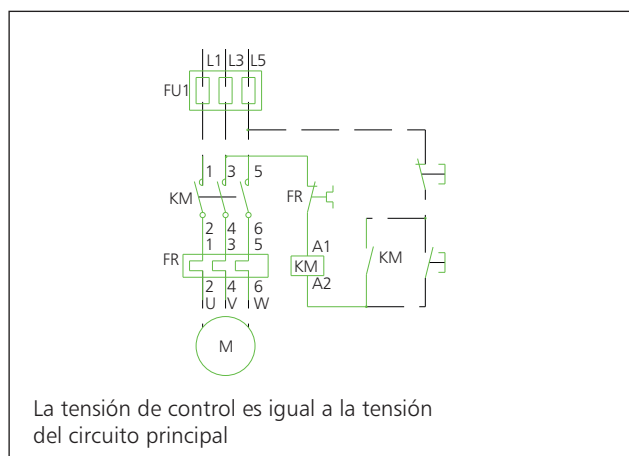 L1 L3 L5
FU1
1 3 5
KM
FR
2 4 6
1 3 5
A1
FR
KM
KM
A2
2 4 6
U V W
M
La tensión de control es igual a la tensión
del circuito principal